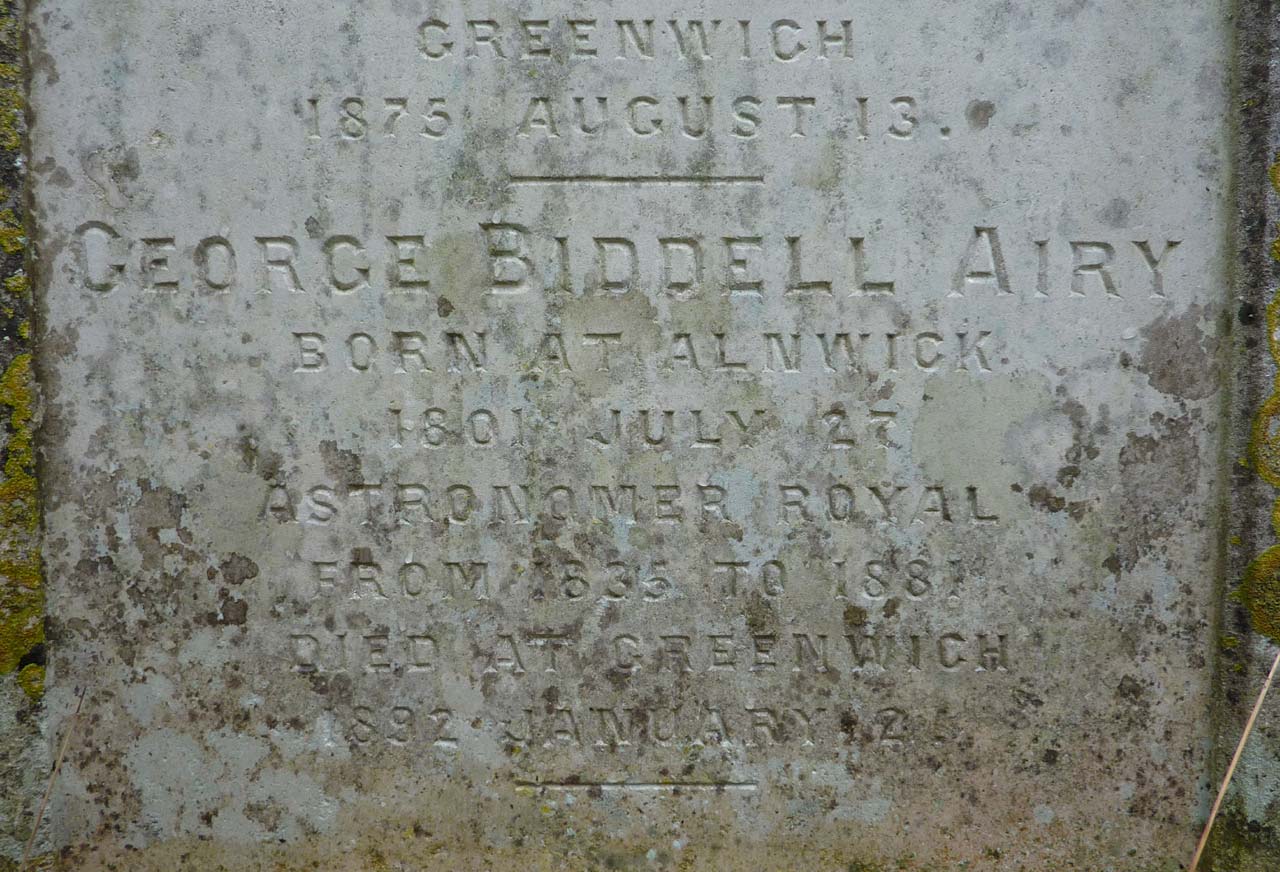 GREENWICH
1875 AUGUST 13.
GEORGE BIDDELL AIRY
BORN AT ALNWICK.
1801 JULY 27
ASTRONOMER ROYAL
FROM 1835 TO 1881
DIED AT GREENWICH
1892 JANUARY 2.